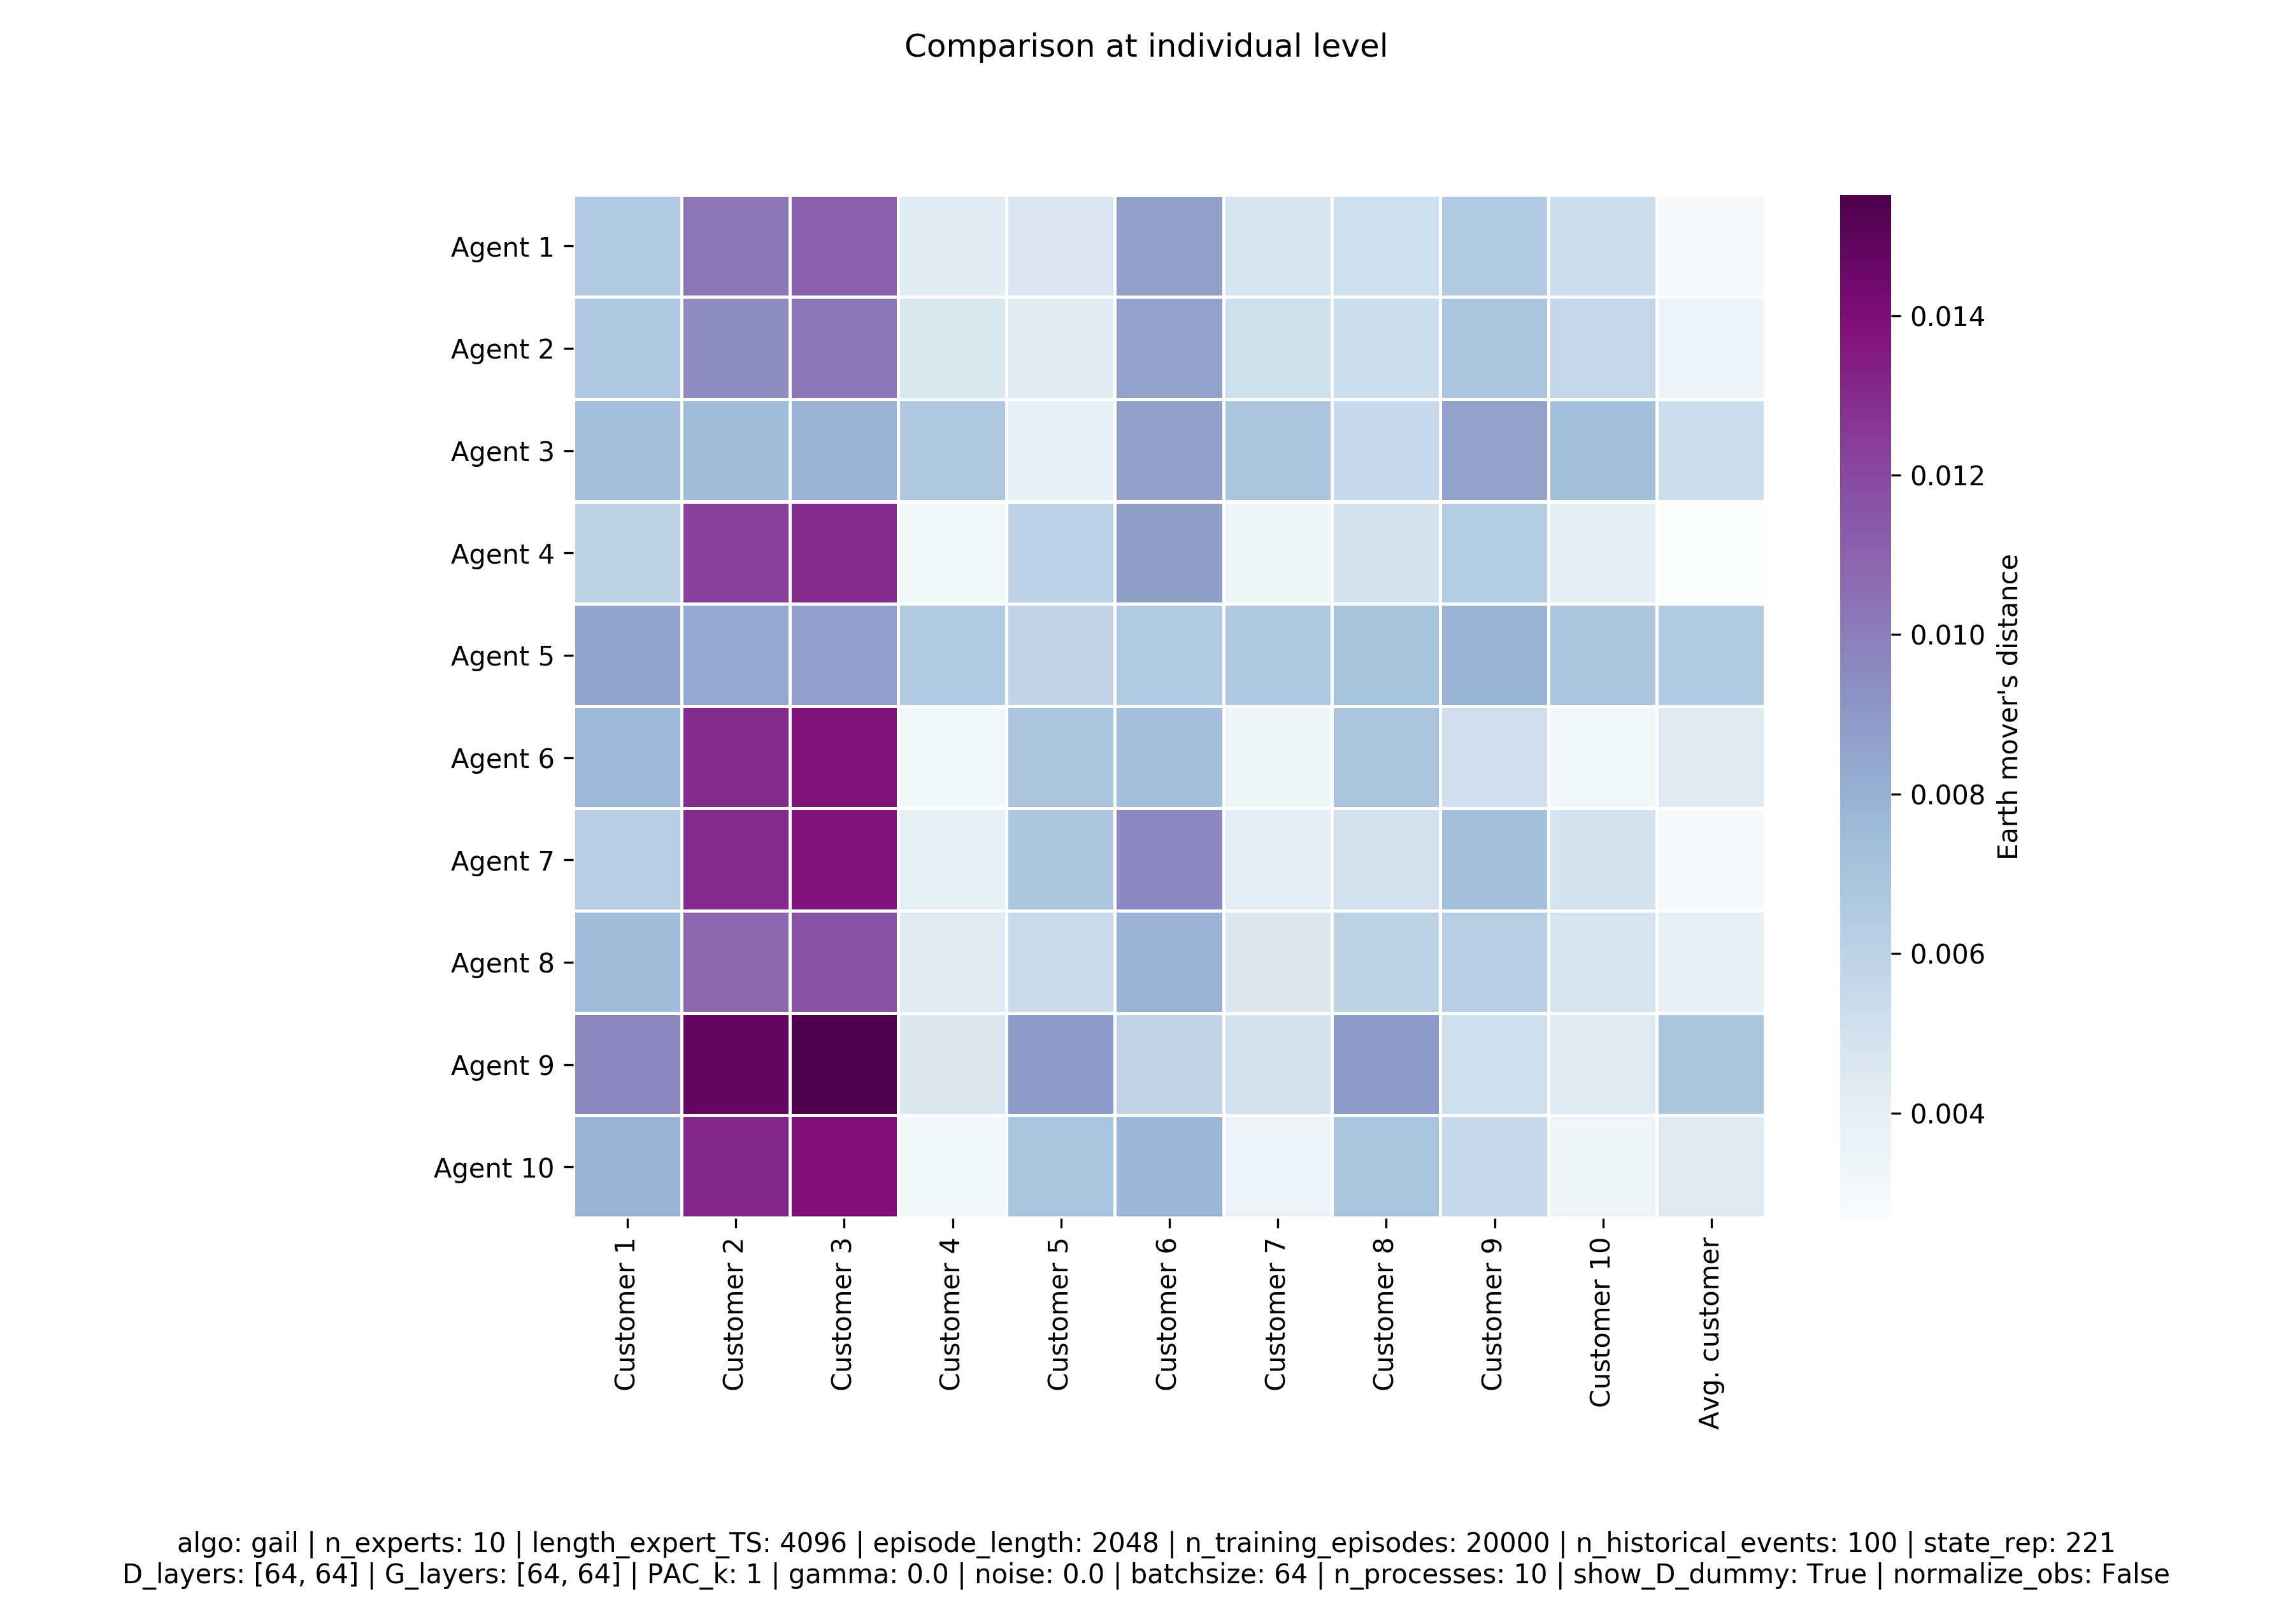 Comparison at individual level
Agent 1
Agent 2
Agent 3
Agent 4
Agent 5
Agent 6
Agent 7
Agent 8
Agent 9
Agent 10
Customer 1
Customer 2
Customer 3
Customer 4
Customer 5
Customer 6
Customer 7
Customer 8
Customer 9
Customer 10
Avg. customer
0.014
0.012
0.010
0.008
0.006
0.004
Earth mover's distance
algo: gail | n_experts: 10 | length_expert_TS: 4096 | episode_length: 2048 | n_training_episodes: 20000 | n_historical_events: 100 | state_rep: 221
D_layers: [64, 64] | G_layers: [64, 64] | PAC_k: 1 | gamma: 0.0 | noise: 0.0 | batchsize: 64 | n_processes: 10 | show_D_dummy: True | normalize_obs: False